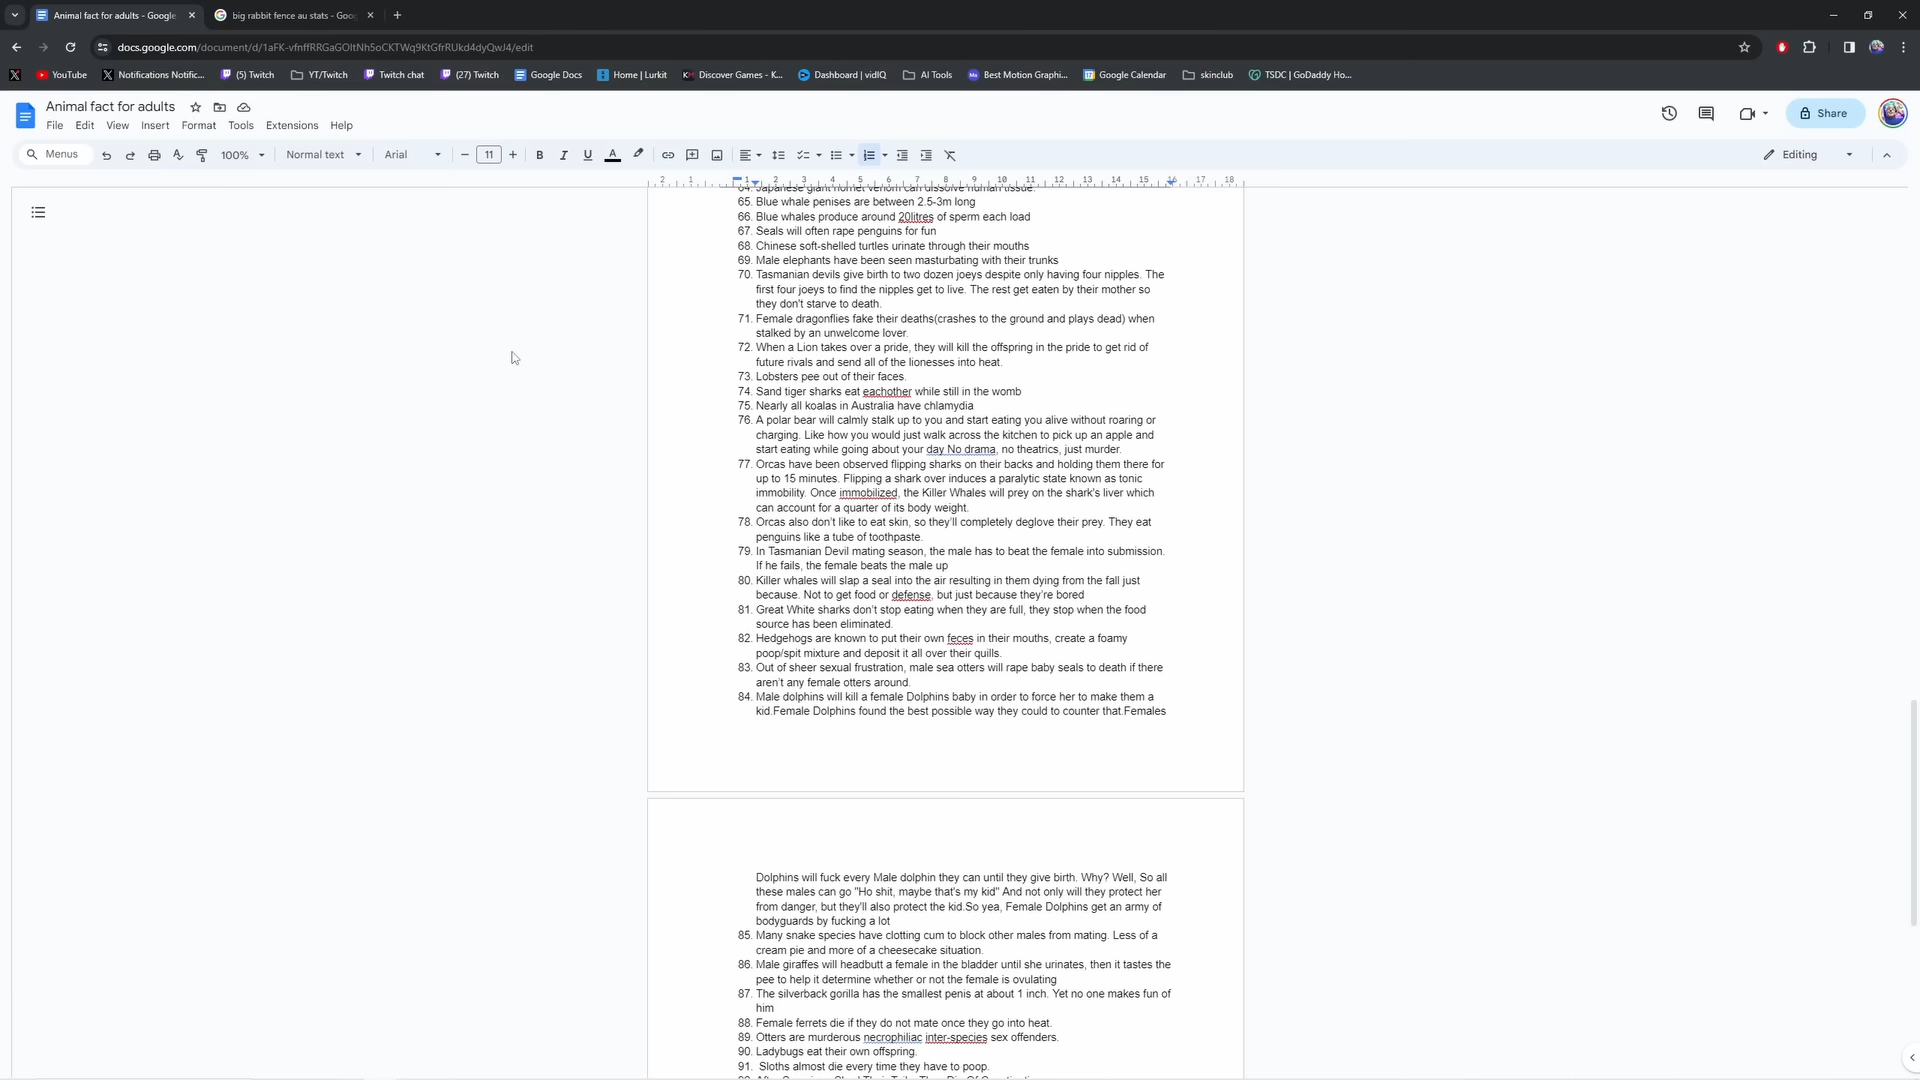 Animal fact for adults - Google
big rabbit fence au stats - Goo
docs.google.com/document/d/1aFK-vfnffRRGaGOItNh5oCKTWq9KtGfrRUkd4dyQwJ4/edit
YouTube
Notifications Notific...
(5) Twitch
YT/Twitch
Twitch chat
(27) Twitch
Google Docs
Home | Lurkit
Discover Games - K...
Dashboard | vidIQ
AI Tools
Best Motion Graphi...
Google Calendar
skinclub
TSDC | GoDaddy Ho...
Animal fact for adults
Share
File Edit View Insert Format Tools Extensions Help
Menus 100% Normal text Arial 11 Editing
2 1 1 2 3 4 5 6 7 8 9 10 11 12 13 14 15 16 17 18
64. Japanese giant hornet venom can dissolve human issue.
65. Blue whale penises are between 2.5-3m long
66. Blue whales produce around 20litres of sperm each load
67. Seals will often rape penguins for fun
68. Chinese soft-shelled turtles urinate through their mouths
69. Male elephants have been seen masturbating with their trunks
70. Tasmanian devils give birth to two dozen joeys despite only having four nipples. The
first four joeys to find the nipples get to live. The rest get eaten by their mother so
they don't starve to death.
71. Female dragonflies fake their deaths(crashes to the ground and plays dead) when
stalked by an unwelcome lover.
72. When a Lion takes over a pride, they will kill the offspring in the pride to get rid of
future rivals and send all of the lionesses into heat.
73. Lobsters pee out of their faces.
74. Sand tiger sharks eat eachother while still in the womb
75. Nearly all koalas in Australia have chlamydia
76. A polar bear will calmly stalk up to you and start eating you alive without roaring or
charging. Like how you would just walk across the kitchen to pick up an apple and
start eating while going about your day No drama, no theatrics, just murder.
77. Orcas have been observed flipping sharks on their backs and holding them there for
up to 15 minutes. Flipping a shark over induces a paralytic state known as tonic
immobility. Once immobilized, the Killer Whales will prey on the shark's liver which
can account for a quarter of its body weight.
78. Orcas also don't like to eat skin, so they'll completely deglove their prey. They eat
penguins like a tube of toothpaste.
79. In Tasmanian Devil mating season, the male has to beat the female into submission.
If he fails, the female beats the male up
80. Killer whales will slap a seal into the air resulting in them dying from the fall just
because. Not to get food or defense, but just because they're bored
81. Great White sharks don't stop eating when they are full, they stop when the food
source has been eliminated.
82. Hedgehogs are known to put their own feces in their mouths, create a foamy
poop/spit mixture and deposit it all over their quills.
83. Out of sheer sexual frustration, male sea otters will rape baby seals to death if there
aren't any female otters around.
84. Male dolphins will kill a female Dolphins baby in order to force her to make them a
kid.Female Dolphins found the best possible way they could to counter that.Females
Dolphins will fuck every Male dolphin they can until they give birth. Why? Well, So all
these males can go "Ho shit, maybe that's my kid" And not only will they protect her
from danger, but they'll also protect the kid.So yea, Female Dolphins get an army of
bodyguards by fucking a lot
85. Many snake species have clotting cum to block other males from mating. Less of a
cream pie and more of a cheesecake situation.
86. Male giraffes will headbutt a female in the bladder until she urinates, then it tastes the
pee to help it determine whether or not the female is ovulating
87. The silverback gorilla has the smallest penis at about 1 inch. Yet no one makes fun of
him
88. Female ferrets die if they do not mate once they go into heat.
89. Otters are murderous necrophiliac inter-species sex offenders.
90. Ladybugs eat their own offspring.
91. Sloths almost die every time they have to poop.